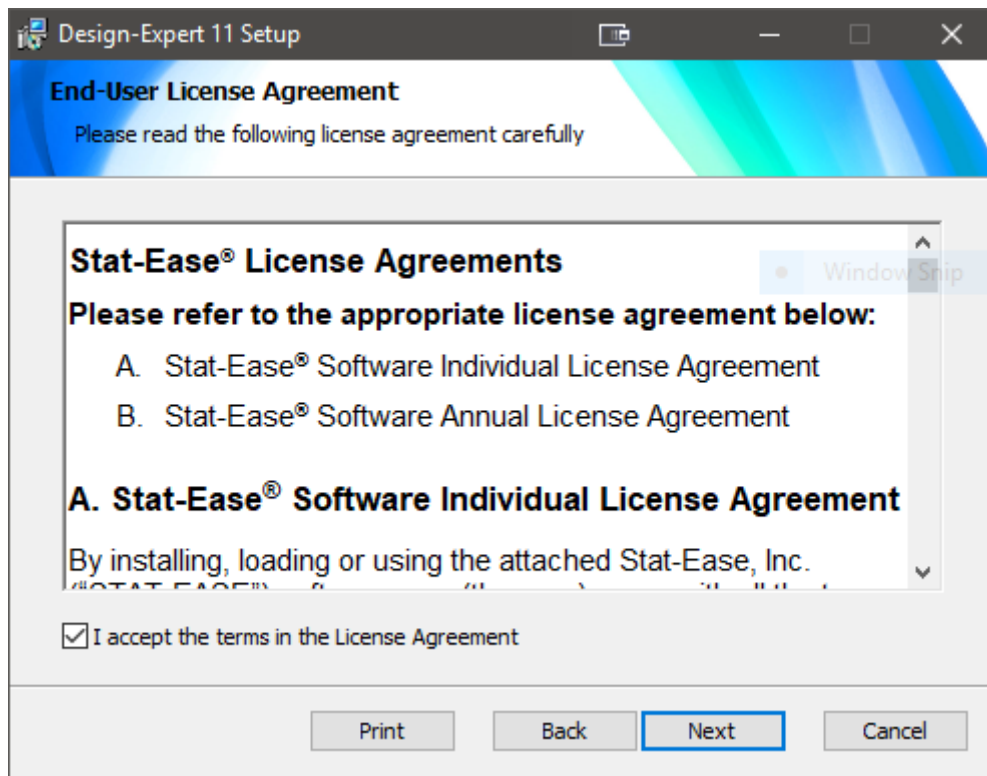 Design-Expert 11 Setup
End-User License Agreement
Please read the following license agreement carefully
Stat-Ease® License Agreements
Window Snip
Please refer to the appropriate license agreement below:
A. Stat-Ease® Software Individual License Agreement
B. Stat-Ease® Software Annual License Agreement
A. Stat-Ease® Software Individual License Agreement
By installing, loading or using the attached Stat-Ease, Inc.
I accept the terms in the License Agreement
Print Back Next Cancel